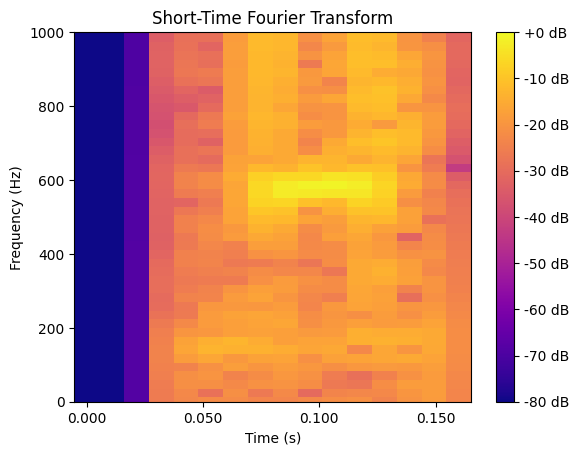 Short-Time Fourier Transform
1000
800
600
400
200
0
Frequency (Hz)
0.000
0.050
0.100
0.150
Time (s)
+0 dB
-10 dB
-20 dB
-30 dB
-40 dB
-50 dB
-60 dB
-70 dB
-80 dB